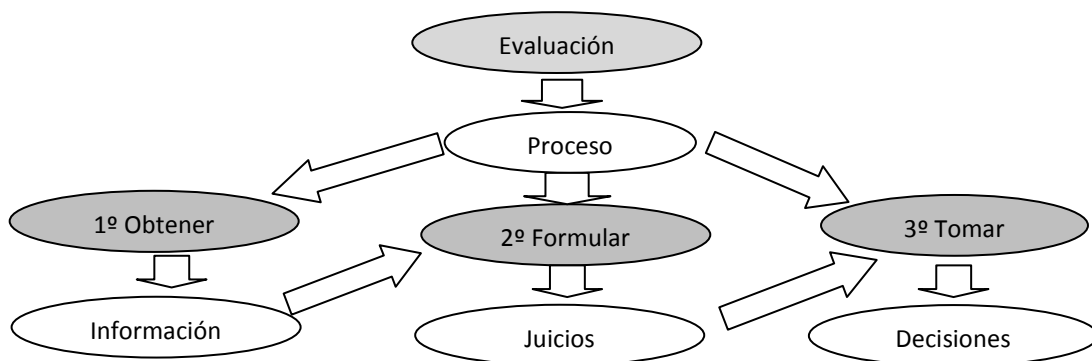 Evaluación
Proceso
1º Obtener
2º Formular
3º Tomar
Información
Juicios
Decisiones